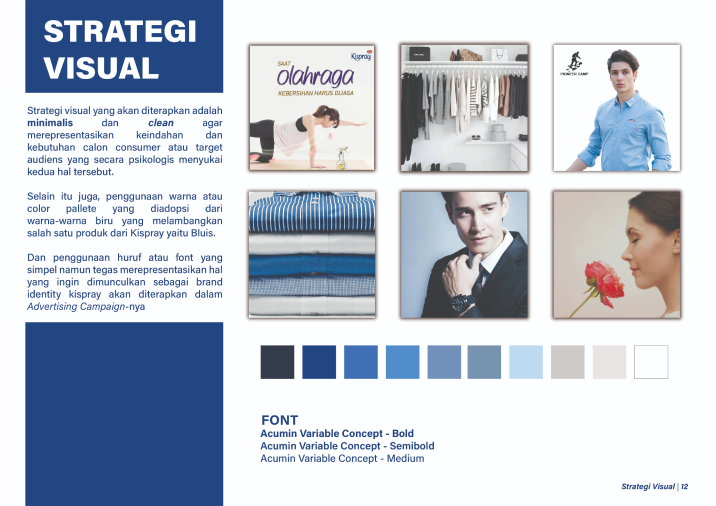 STRATEGI
VISUAL
Strategi visual yang akan diterapkan adalah
minimalis dan clean agar
merepresentasikan keindahan dan
kebutuhan calon consumer atau target
audiens yang secara psikologis menyukai
kedua hal tersebut.
Selain itu juga, penggunaan warna atau
color pallete yang diadopsi dari
warna-warna biru yang melambangkan
salah satu produk dari Kispray yaitu Bluis.
Dan penggunaan huruf atau font yang
simpel namun tegas merepresentasikan hal
yang ingin dimunculkan sebagai brand
identity kispray akan diterapkan dalam
Advertising Campaign-nya
Kispray
SAAT
olahraga
KEBERSIHAN HARUS DIJAGA
PIONEER CAMP
FONT
Acumin Variable Concept - Bold
Acumin Variable Concept - Semibold
Acumin Variable Concept - Medium
Strategi Visual | 12